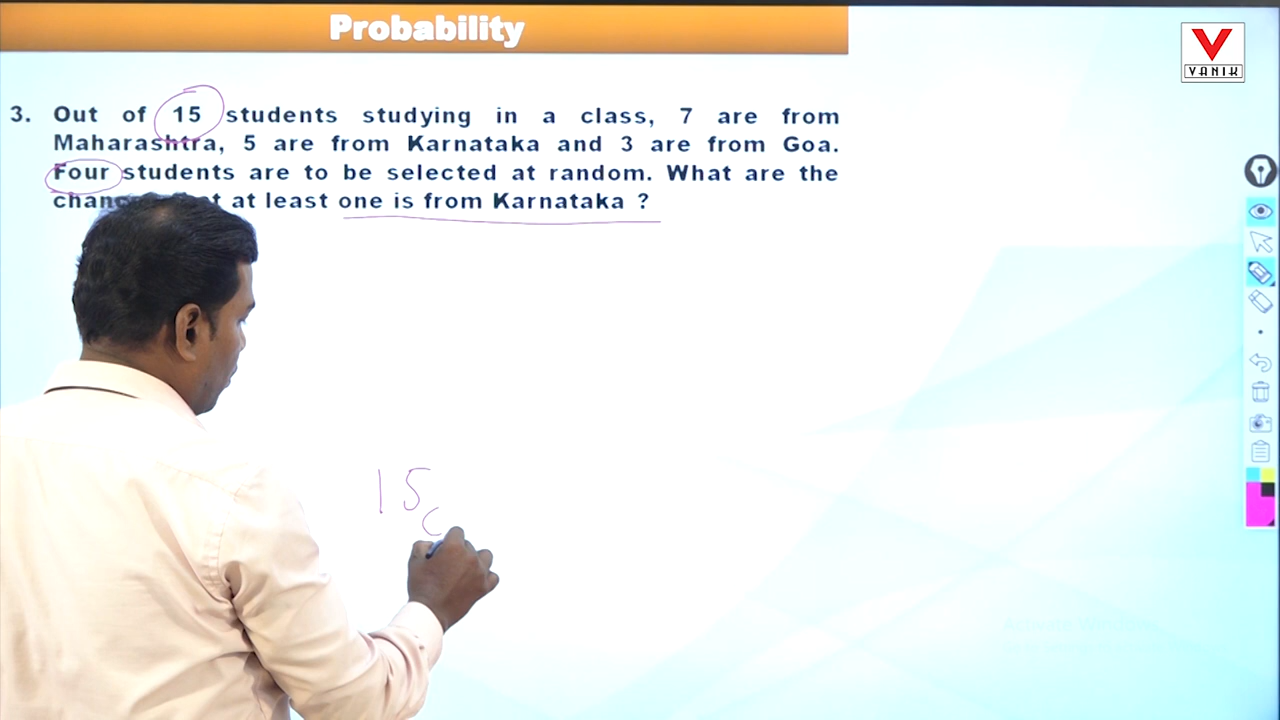 Probability
VANIK
3. Out of 15 students studying in a class, 7 are from
Maharashtra, 5 are from Karnataka and 3 are from Goa.
Four students are to be selected at random. What are the
at least one is from Karnataka ?
15c